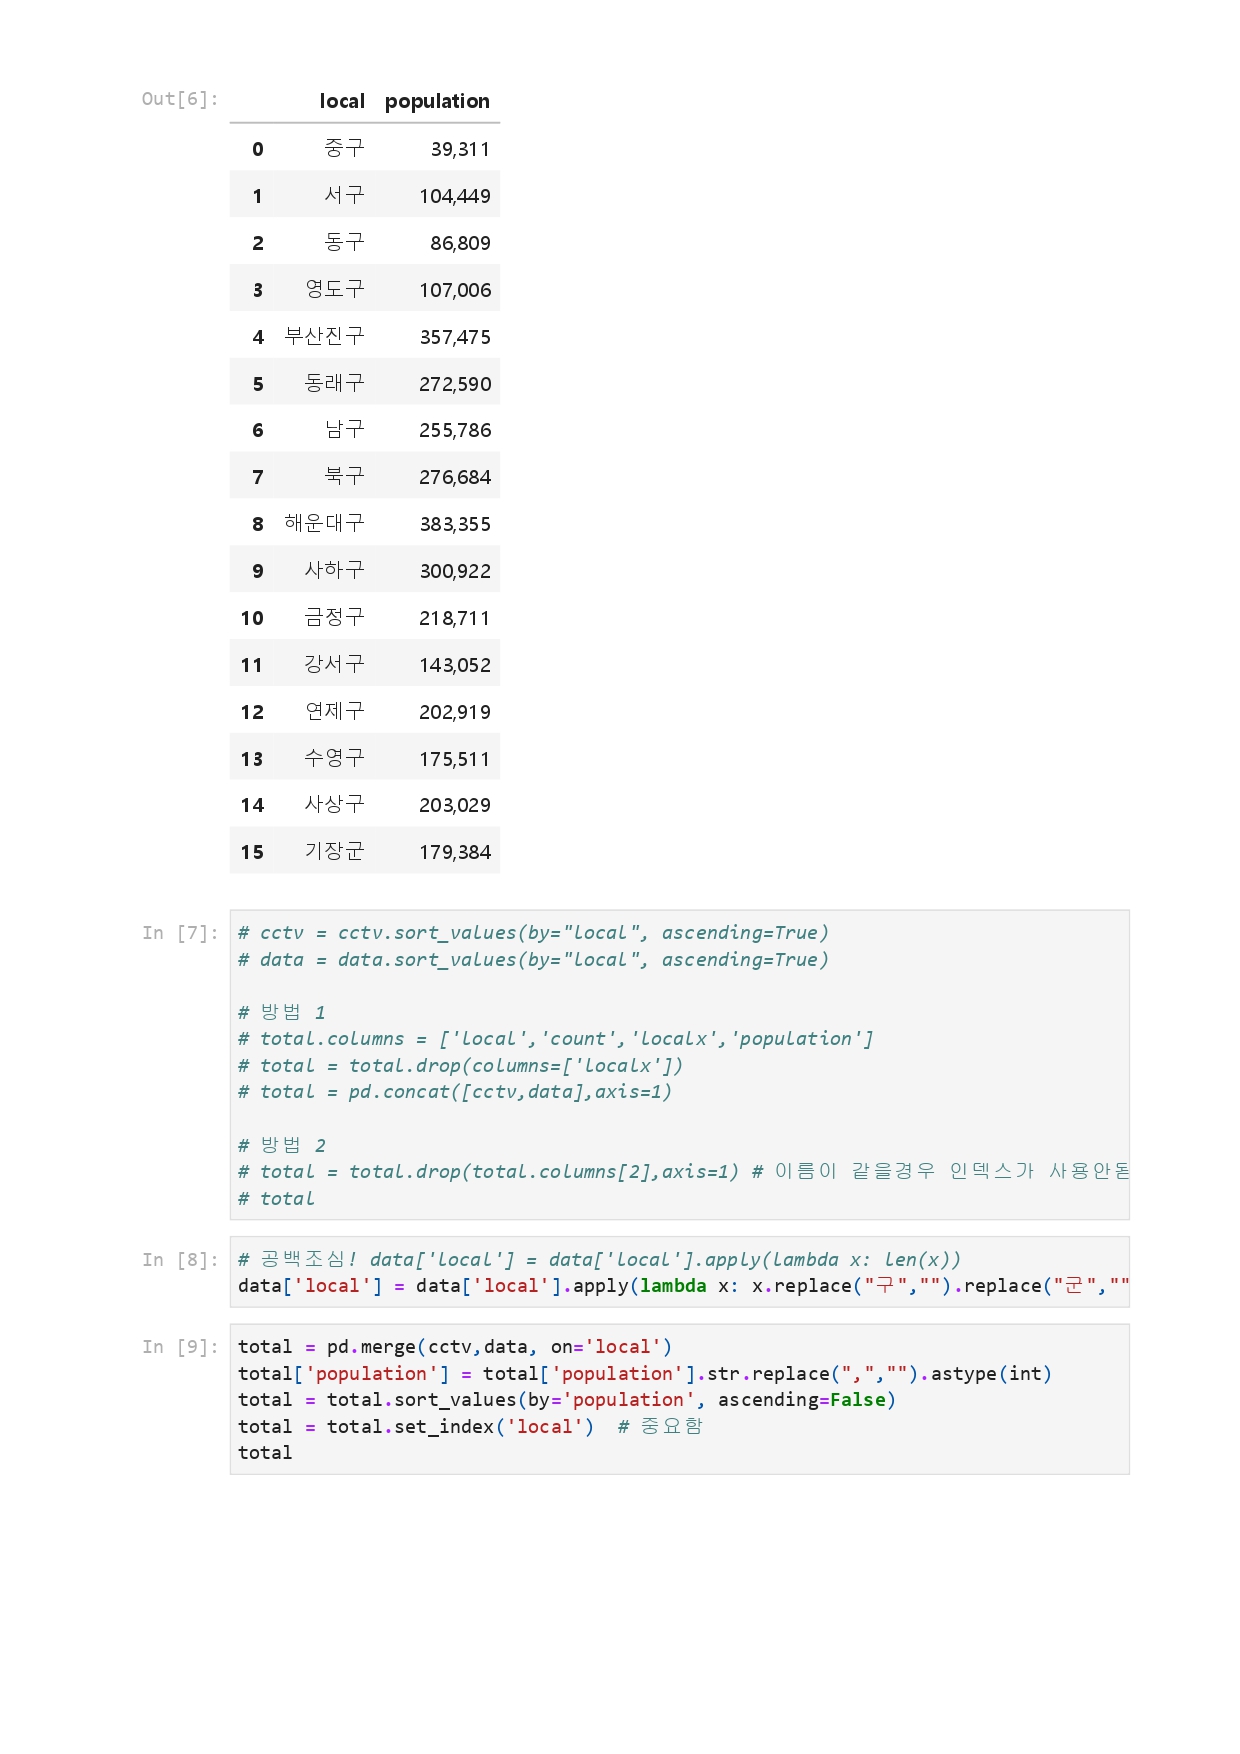 Out[6]: local population
0 중구 39,311
1 서구 104,449
2 동구 86,809
3 영도구 107,006
4 부산진구 357,475
5 동래구 272,590
6 남구 255,786
7 북구 276,684
8 해운대구 383,355
9 사하구 300,922
10 금정구 218,711
11 강서구 143,052
12 연제구 202,919
13 수영구 175,511
14 사상구 203,029
15 기장군 179,384
In [7]: # cctv = cctv.sort_values(by="local", ascending=True)
# data = data.sort_values(by="local", ascending=True)
# 방법 1
# total.columns = ['local','count','localx','population']
# total = total.drop(columns=['localx'])
# total = pd.concat([cctv,data],axis=1)
# 방법 2
# total = total.drop(total.columns[2],axis=1) # 이름이 같을경우 인덱스가 사용안됨
# total
In [8]: # 공백조심! data['local'] = data['local'].apply(lambda x: len(x))
data['local'] = data['local'].apply(lambda x: x.replace("구","").replace("군",""
In [9]: total = pd.merge(cctv,data, on='local')
total['population'] = total['population'].str.replace(",","").astype(int)
total = total.sort_values(by='population', ascending=False)
total = total.set_index('local')  # 중요함
total